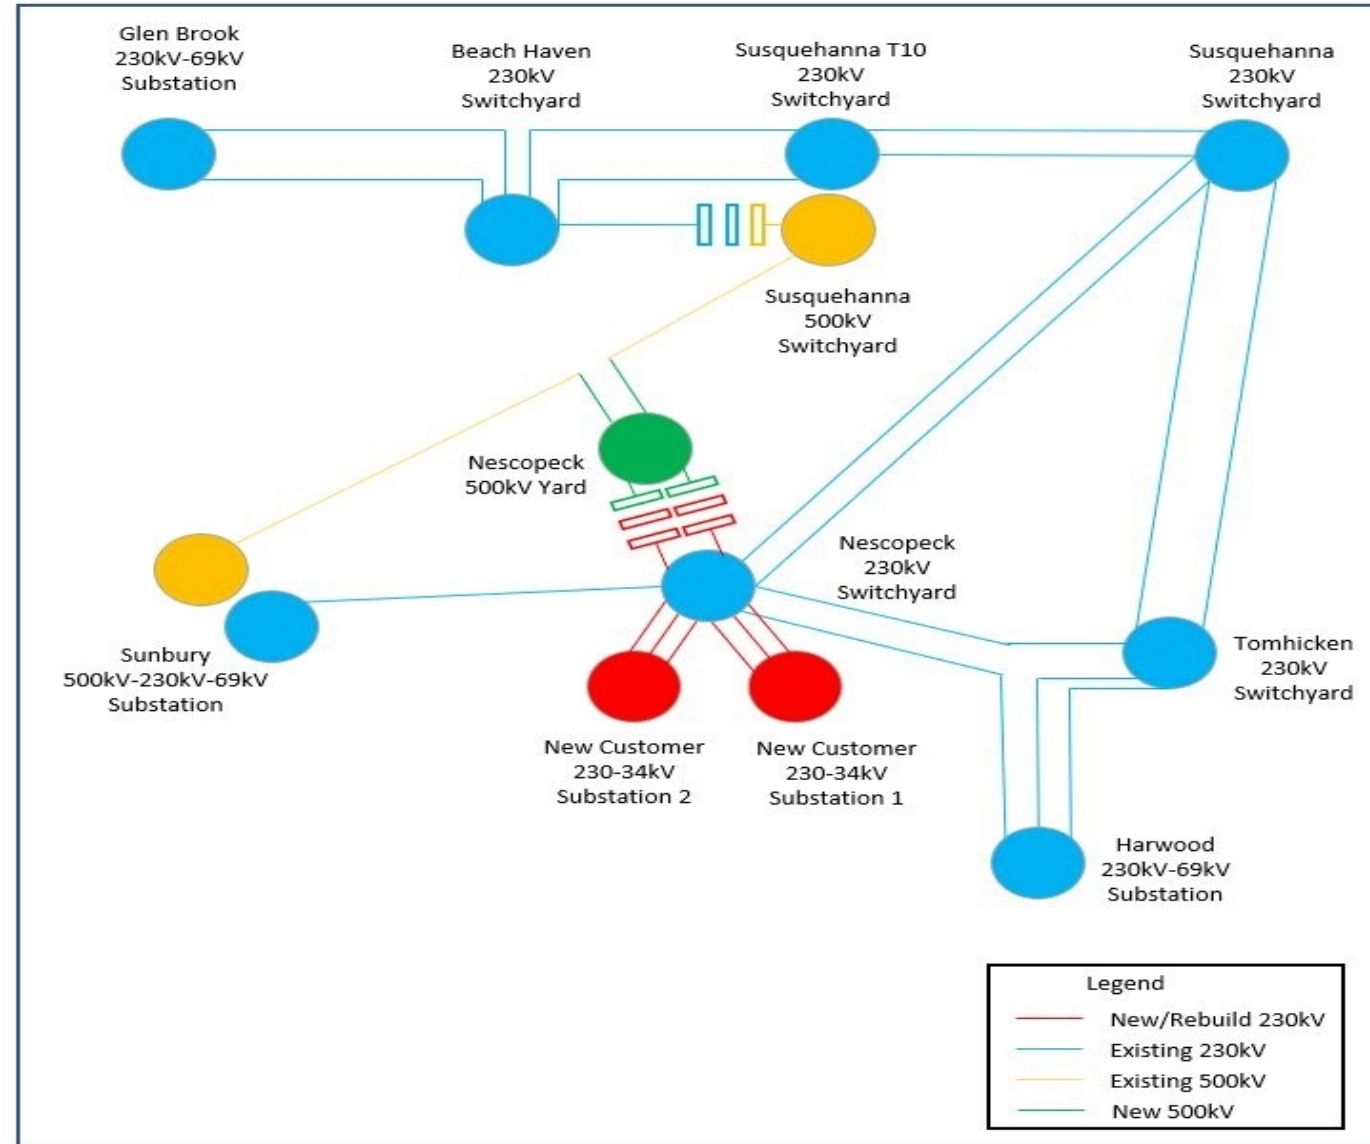 Glen Brook
230kV-69kV
Substation
Beach Haven
230kV
Switchyard
Susquehanna T10
230kV
Switchyard
Susquehanna
230kV
Switchyard
Susquehanna
500kV
Switchyard
Nescopeck
500kV Yard
Nescopeck
230kV
Switchyard
Sunbury
500kV-230kV-69kV
Substation
Tomhicken
230kV
Switchyard
New Customer
230-34kV
Substation 2
New Customer
230-34kV
Substation 1
Harwood
230kV-69kV
Substation
Legend
New/Rebuild 230kV
Existing 230kV
Existing 500kV
New 500kV